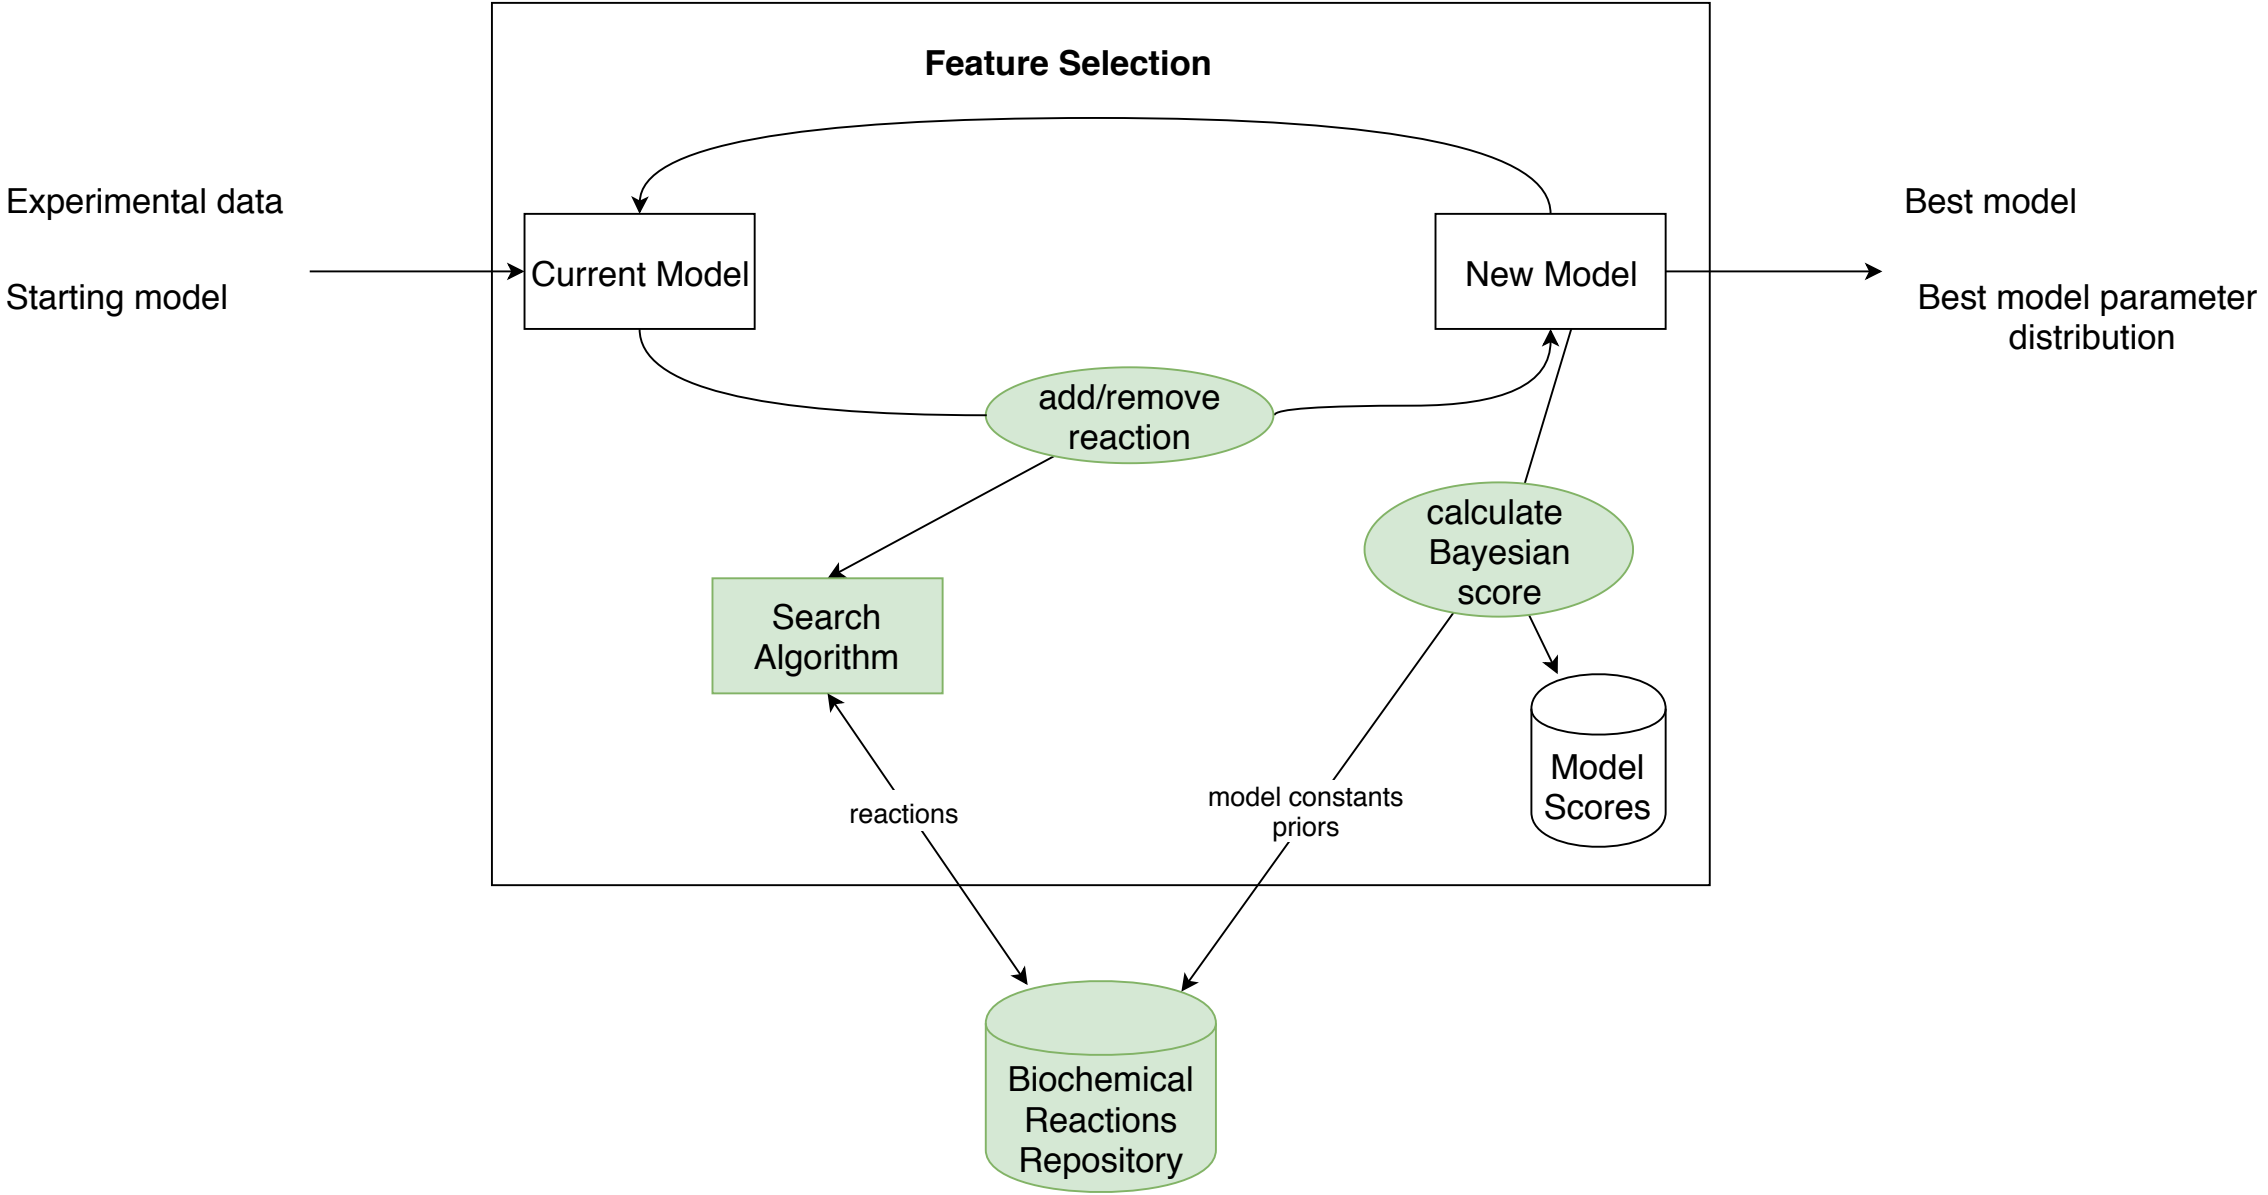 Feature Selection
Experimental data
Starting model
Current Model
New Model
Best model
Best model parameter
distribution
add/remove
reaction
calculate
Bayesian
score
Search
Algorithm
Model
Scores
reactions
model constants
priors
Biochemical
Reactions
Repository